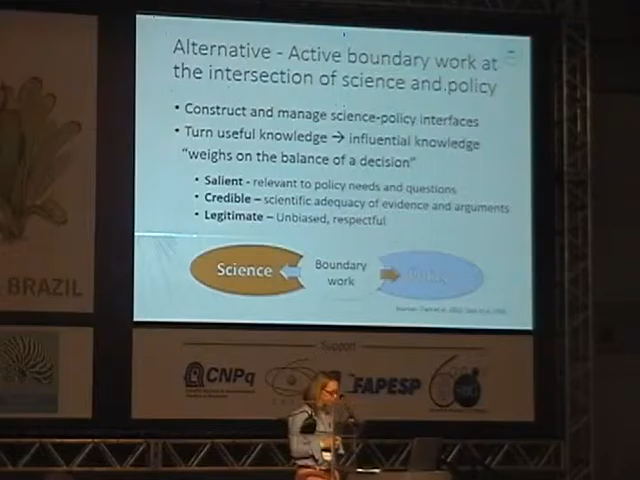 Alternative - Active boundary work at
the intersection of science and policy
• Construct and manage science-policy interfaces
• Turn useful knowledge → influential knowledge
"weighs on the balance of a decision"
• Salient - relevant to policy needs and questions
• Credible – scientific adequacy of evidence and arguments
• Legitimate – Unbiased, respectful
Science
Boundary
work
BRAZIL
Support
CNPq
FAPESP